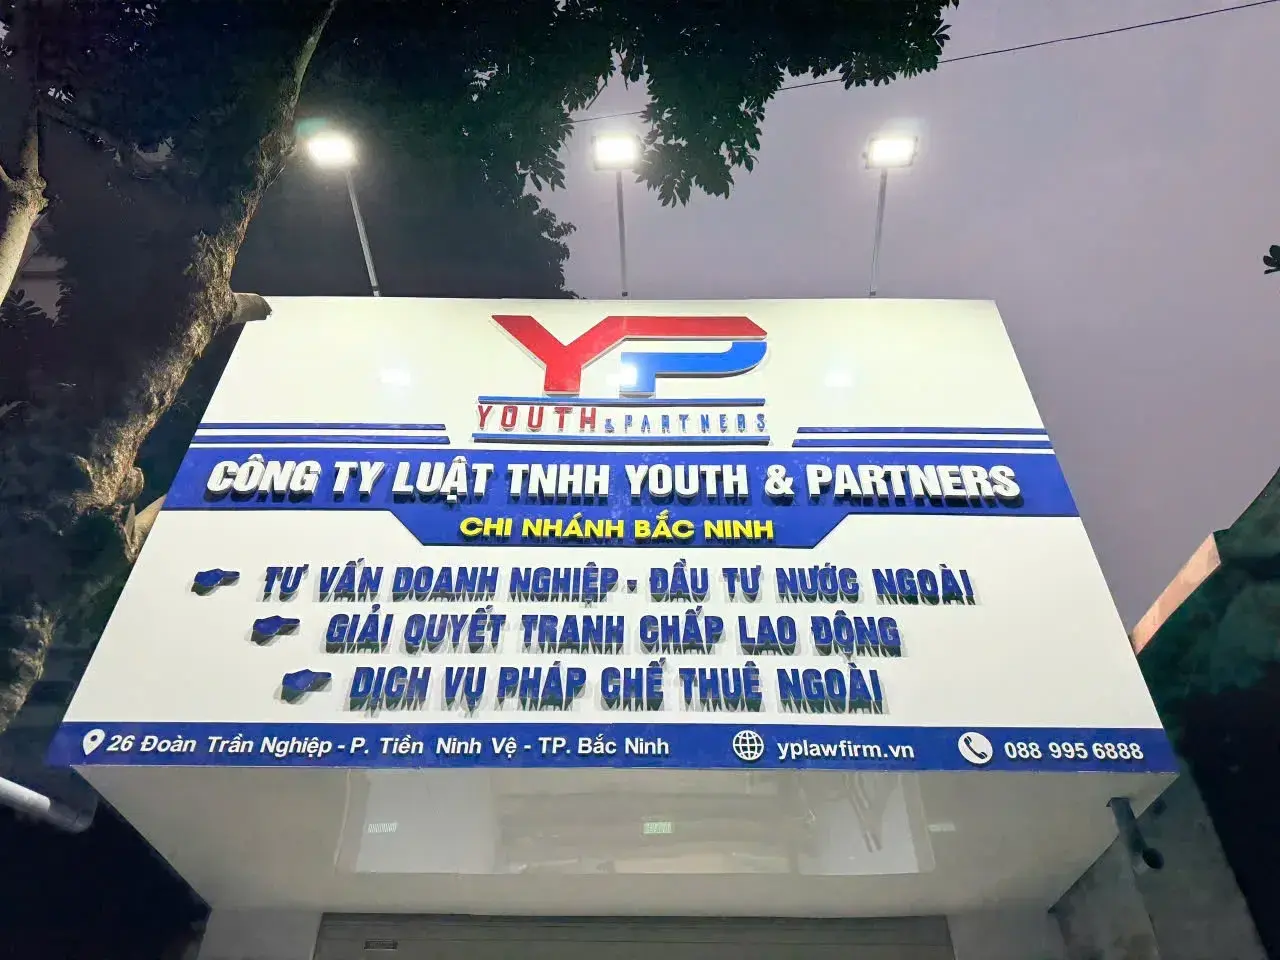 YP
YOUTH & PARTNERS
CÔNG TY LUẬT TNHH YOUTH & PARTNERS
CHI NHÁNH BẮC NINH
TƯ VẤN DOANH NGHIỆP - ĐẦU TƯ NƯỚC NGOÀI
GIẢI QUYẾT TRANH CHẤP LAO ĐỘNG
DỊCH VỤ PHÁP CHẾ THUÊ NGOÀI
26 Đoàn Trần Nghiệp - P. Tiền Ninh Vệ - TP. Bắc Ninh yplawfirm.vn 088 995 6888